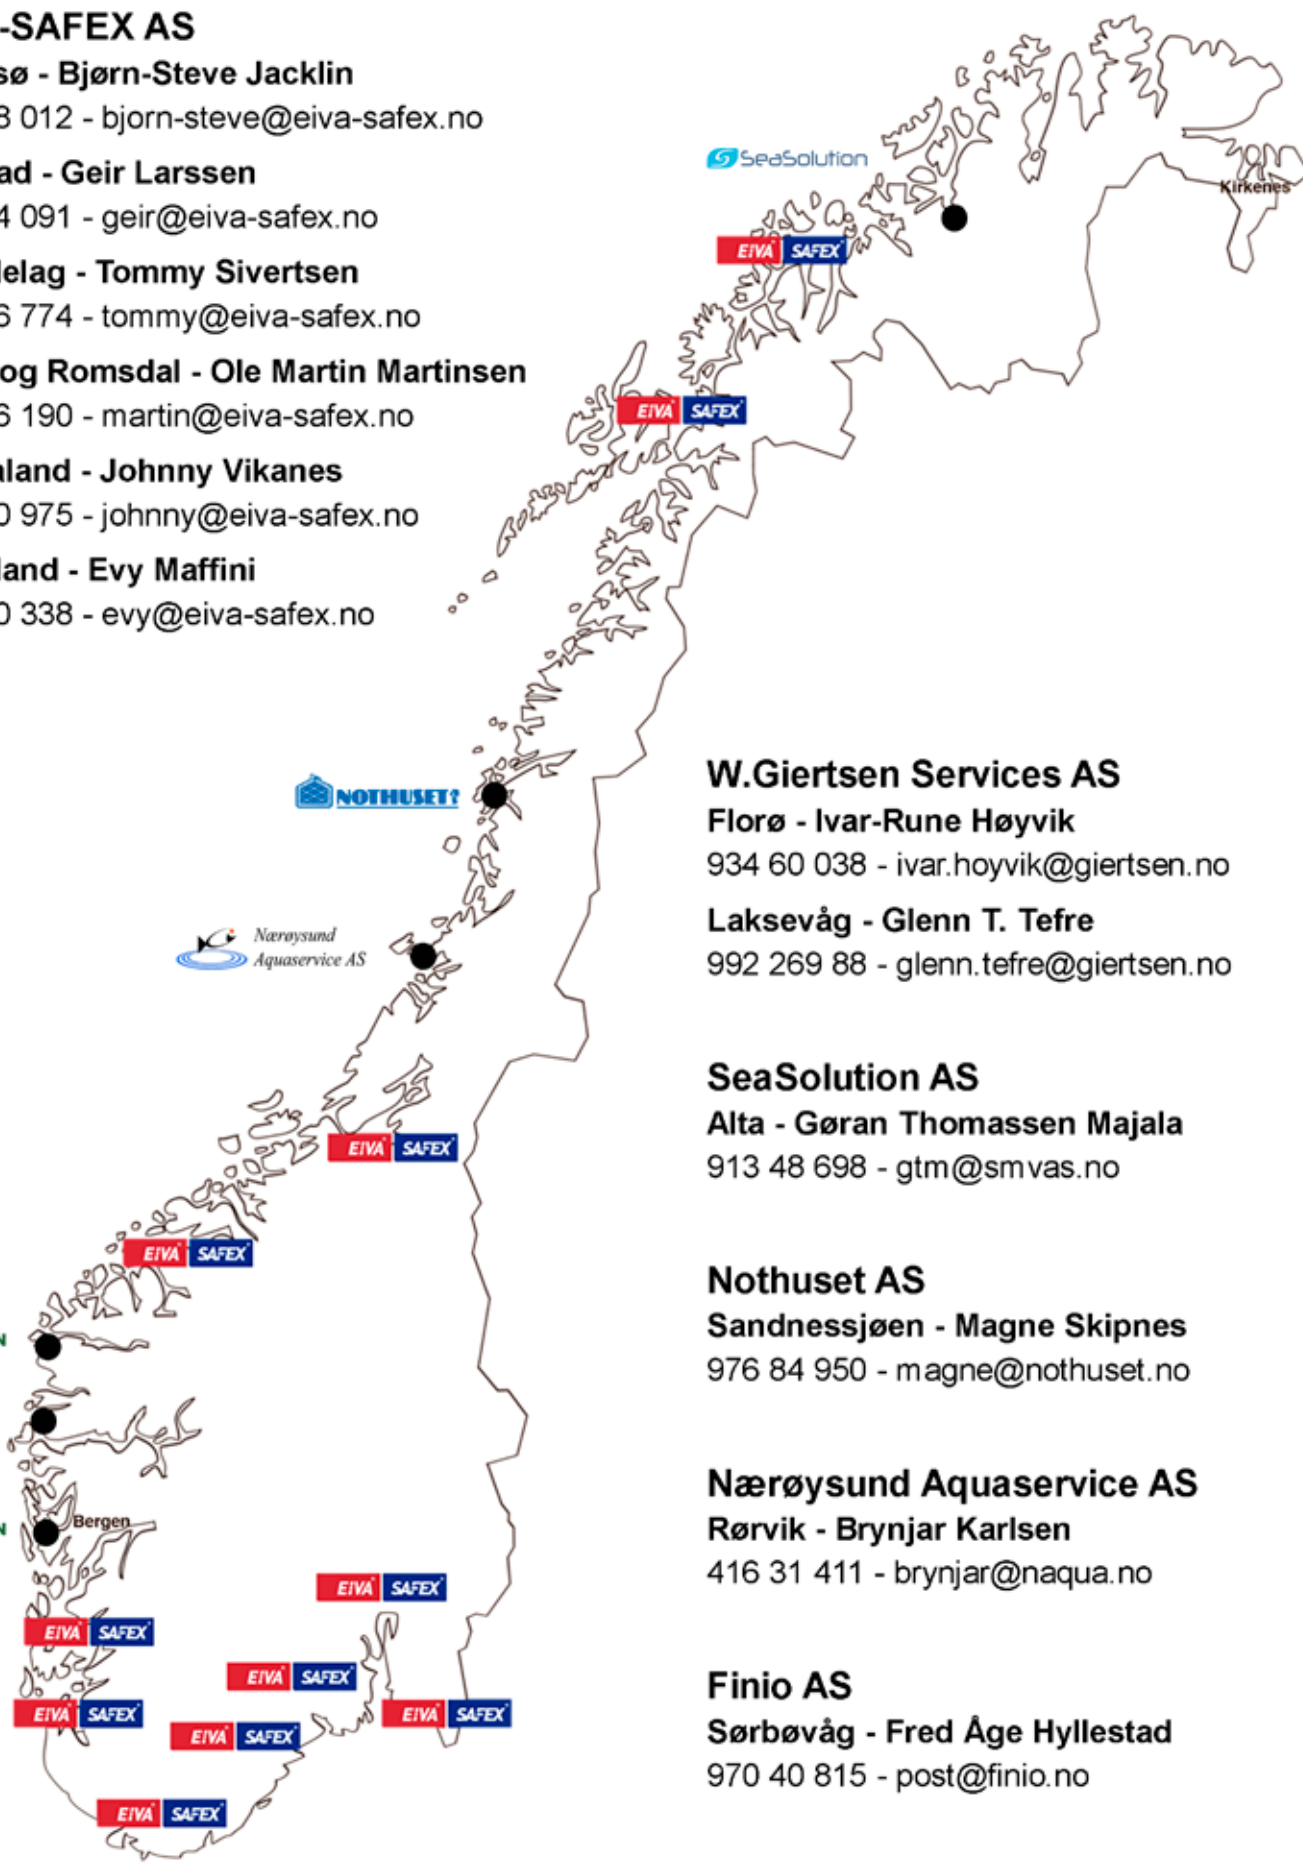 -SAFEX AS
sø - Bjørn-Steve Jacklin
8 012 - bjorn-steve@eiva-safex.no
ad - Geir Larssen
4 091 - geir@eiva-safex.no
delag - Tommy Sivertsen
6 774 - tommy@eiva-safex.no
og Romsdal - Ole Martin Martinsen
6 190 - martin@eiva-safex.no
aland - Johnny Vikanes
0 975 - johnny@eiva-safex.no
land - Evy Maffini
0 338 - evy@eiva-safex.no
SeaSolution
Kirkenes
EIVA SAFEX
EIVA SAFEX
NOTHUSET
Nærøysund
Aquaservice AS
EIVA SAFEX
EIVA SAFEX
N
N
Bergen
EIVA SAFEX
EIVA SAFEX
EIVA SAFEX
EIVA SAFEX
EIVA SAFEX
EIVA SAFEX
EIVA SAFEX
W.Giertsen Services AS
Florø - Ivar-Rune Høyvik
934 60 038 - ivar.hoyvik@giertsen.no
Laksevåg - Glenn T. Tefre
992 269 88 - glenn.tefre@giertsen.no
SeaSolution AS
Alta - Gøran Thomassen Majala
913 48 698 - gtm@smvas.no
Nothuset AS
Sandnessjøen - Magne Skipnes
976 84 950 - magne@nothuset.no
Nærøysund Aquaservice AS
Rørvik - Brynjar Karlsen
416 31 411 - brynjar@naqua.no
Finio AS
Sørbøvåg - Fred Åge Hyllestad
970 40 815 - post@finio.no